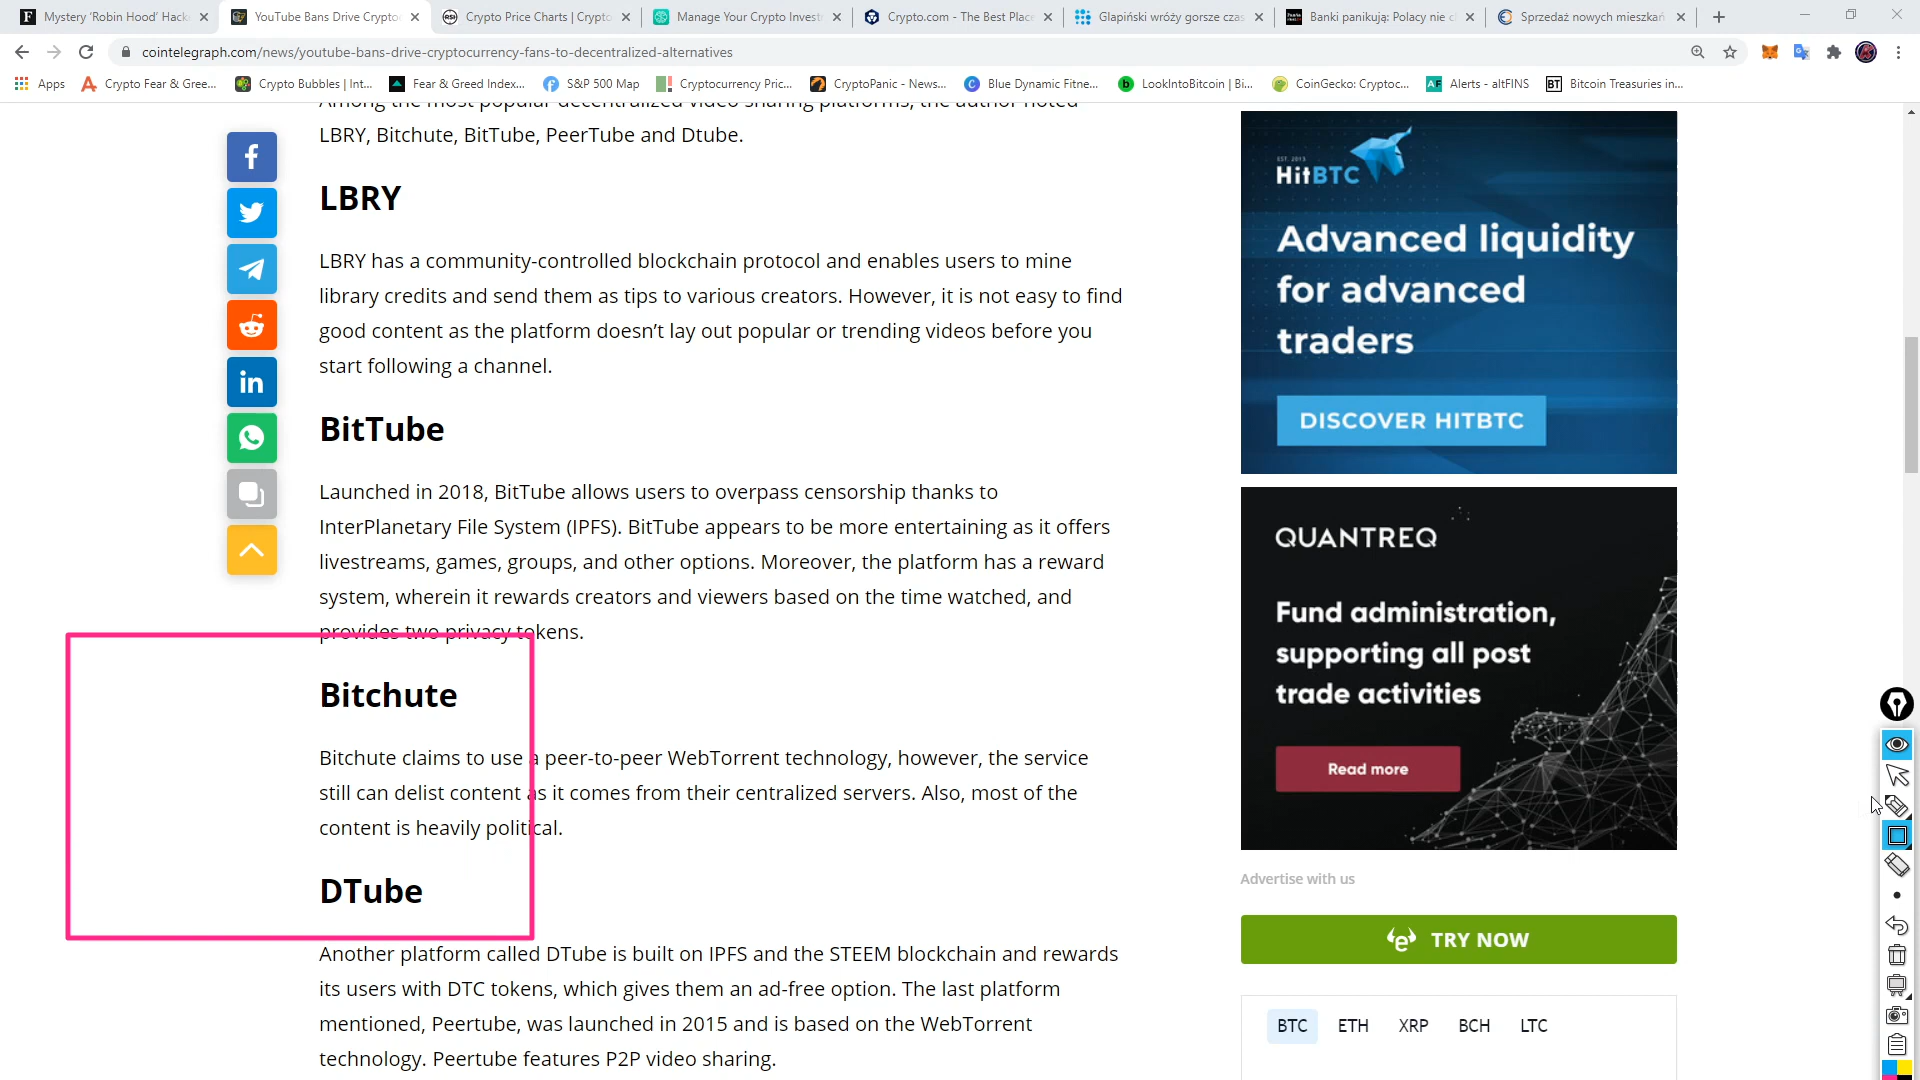 Mystery 'Robin Hood' Hack
YouTube Bans Drive Crypto
Crypto Price Charts | Crypto
Manage Your Crypto Invest
Crypto.com - The Best Place
Glapiński wróży gorsze czas
Banki panikują: Polacy nie c
Sprzedaż nowych mieszkań
cointelegraph.com/news/youtube-bans-drive-cryptocurrency-fans-to-decentralized-alternatives
Apps
Crypto Fear & Gree...
Crypto Bubbles | Int...
Fear & Greed Index...
S&P 500 Map
Cryptocurrency Pric...
CryptoPanic - News...
Blue Dynamic Fitne...
LookIntoBitcoin | Bi...
CoinGecko: Cryptoc...
Alerts - altFINS
Bitcoin Treasuries in...
Among the most popular decentralized video sharing platforms, the author noted
LBRY, Bitchute, BitTube, PeerTube and Dtube.
LBRY
LBRY has a community-controlled blockchain protocol and enables users to mine
library credits and send them as tips to various creators. However, it is not easy to find
good content as the platform doesn’t lay out popular or trending videos before you
start following a channel.
BitTube
Launched in 2018, BitTube allows users to overpass censorship thanks to
InterPlanetary File System (IPFS). BitTube appears to be more entertaining as it offers
livestreams, games, groups, and other options. Moreover, the platform has a reward
system, wherein it rewards creators and viewers based on the time watched, and
provides two privacy tokens.
Bitchute
Bitchute claims to use a peer-to-peer WebTorrent technology, however, the service
still can delist content as it comes from their centralized servers. Also, most of the
content is heavily political.
DTube
Another platform called DTube is built on IPFS and the STEEM blockchain and rewards
its users with DTC tokens, which gives them an ad-free option. The last platform
mentioned, Peertube, was launched in 2015 and is based on the WebTorrent
technology. Peertube features P2P video sharing.
EST. 2013
HitBTC
Advanced liquidity
for advanced
traders
DISCOVER HITBTC
QUANTREQ
Fund administration,
supporting all post
trade activities
Read more
Advertise with us
TRY NOW
BTC ETH XRP BCH LTC